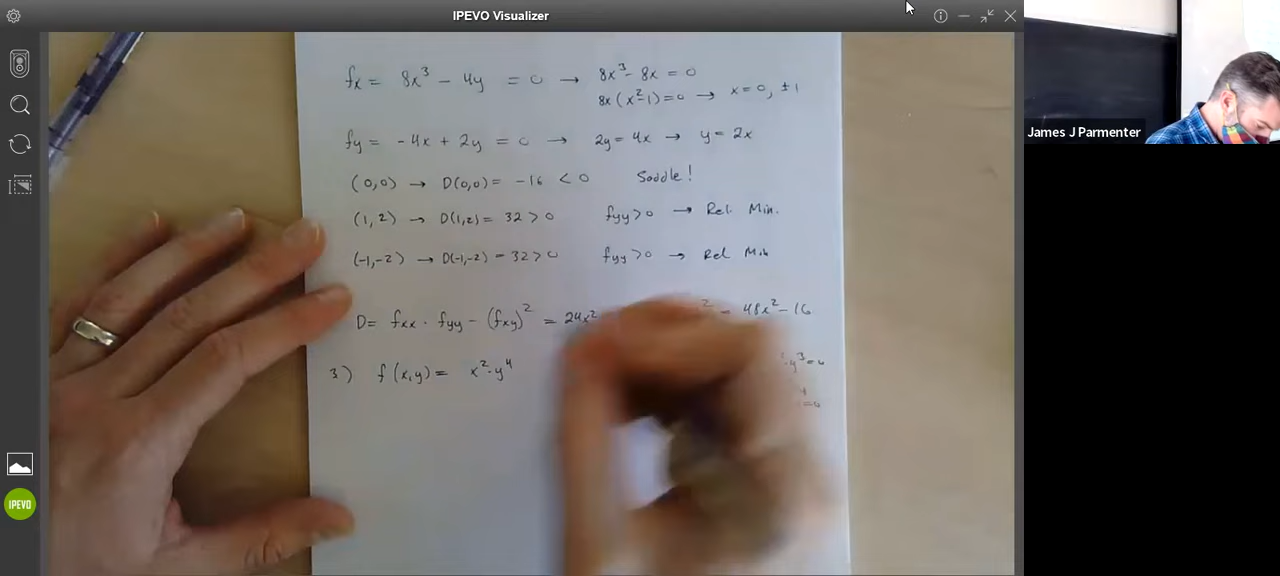 IPEVO Visualizer
fx = 8x³ - 4y = 0 → 8x³ - 8x = 0
8x(x²-1)=0 → x=0, ±1
fy = -4x + 2y = 0 → 2y = 4x → y = 2x
(0,0) → D(0,0) = -16 < 0 Saddle!
(1,2) → D(1,2) = 32 > 0 fyy>0 → Rel. Min.
(-1,-2) → D(-1,-2) = 32 > 0 fyy>0 → Rel Min
D= fxx · fyy - (fxy)² = 24x² 48x² - 16
3) f(x,y) = x²-y⁴
James J Parmenter
IPEVO